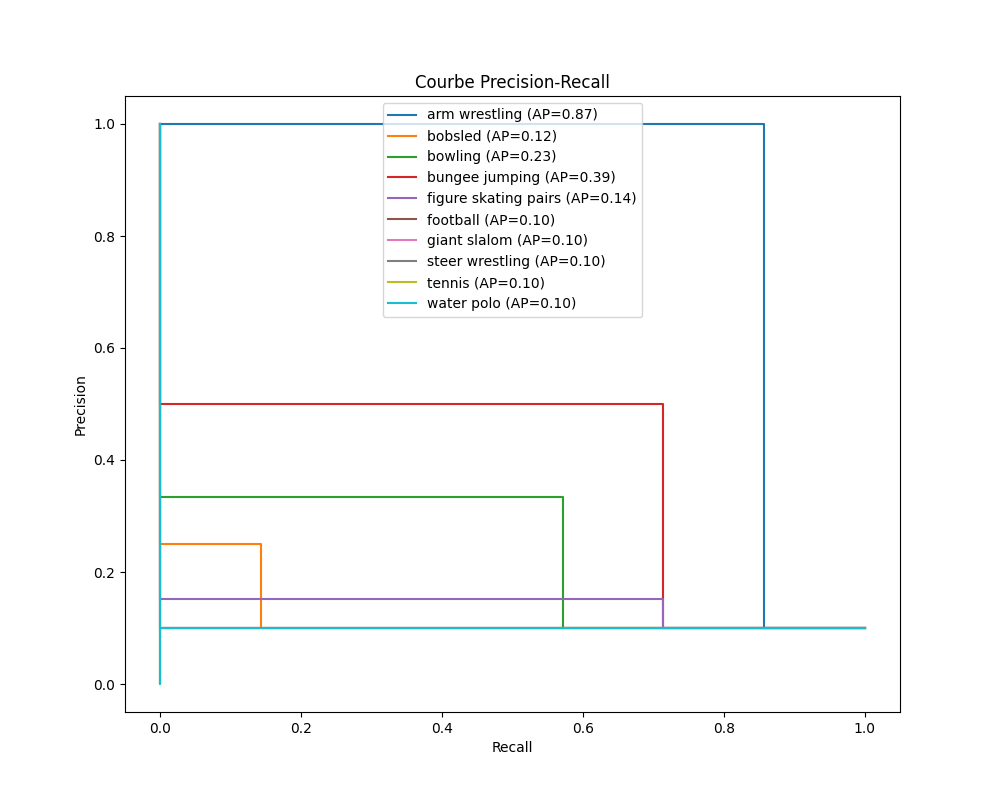 Courbe Precision-Recall
arm wrestling (AP=0.87)
bobsled (AP=0.12)
bowling (AP=0.23)
bungee jumping (AP=0.39)
figure skating pairs (AP=0.14)
football (AP=0.10)
giant slalom (AP=0.10)
steer wrestling (AP=0.10)
tennis (AP=0.10)
water polo (AP=0.10)
Precision
1.0
0.8
0.6
0.4
0.2
0.0
0.0 0.2 0.4 0.6 0.8 1.0
Recall